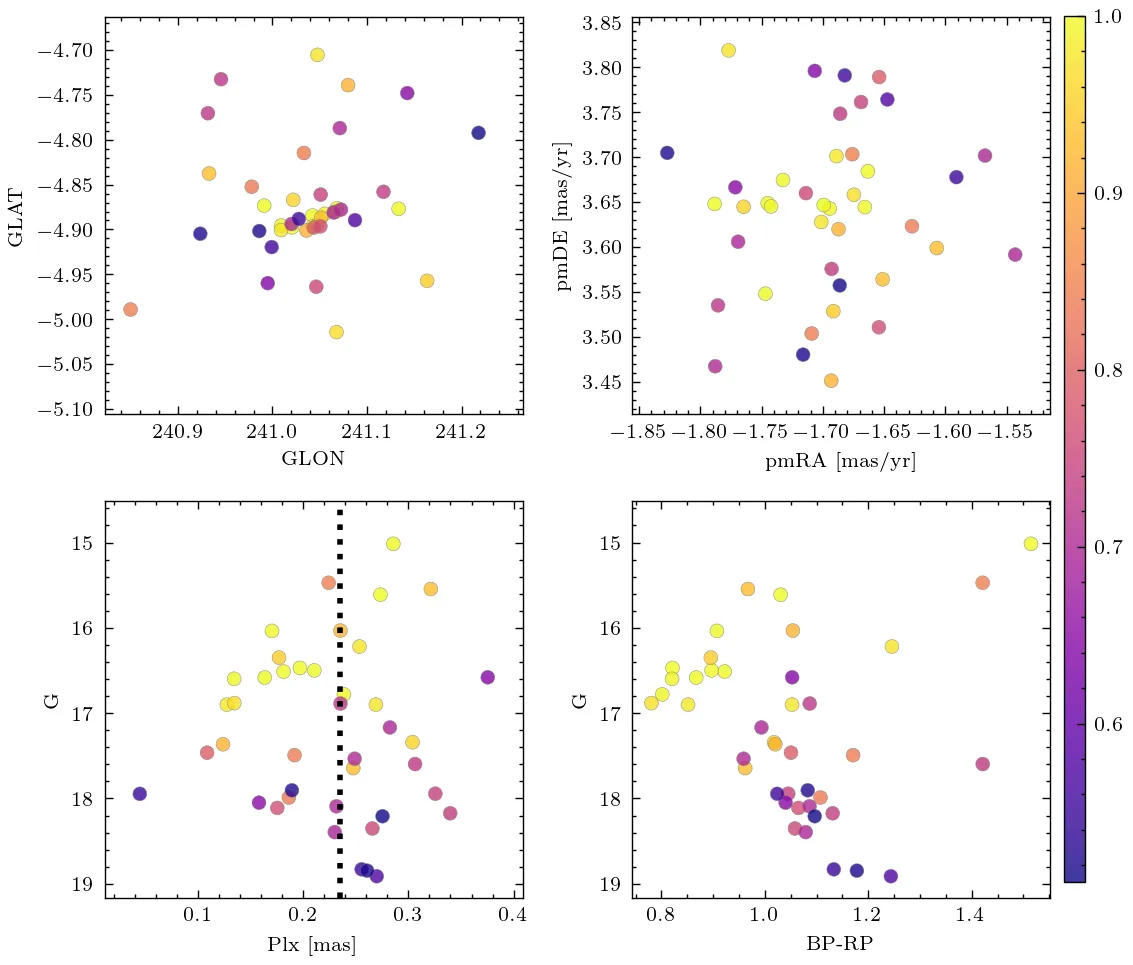 −4.70
−4.75
−4.80
−4.85
−4.90
−4.95
−5.00
−5.05
−5.10
GLAT
240.9 241.0 241.1 241.2
GLON
3.85
3.80
3.75
3.70
3.65
3.60
3.55
3.50
3.45
pmDE [mas/yr]
−1.85 −1.80 −1.75 −1.70 −1.65 −1.60 −1.55
pmRA [mas/yr]
15
16
17
18
19
G
0.1 0.2 0.3 0.4
Plx [mas]
15
16
17
18
19
G
0.8 1.0 1.2 1.4
BP-RP
1.0
0.9
0.8
0.7
0.6